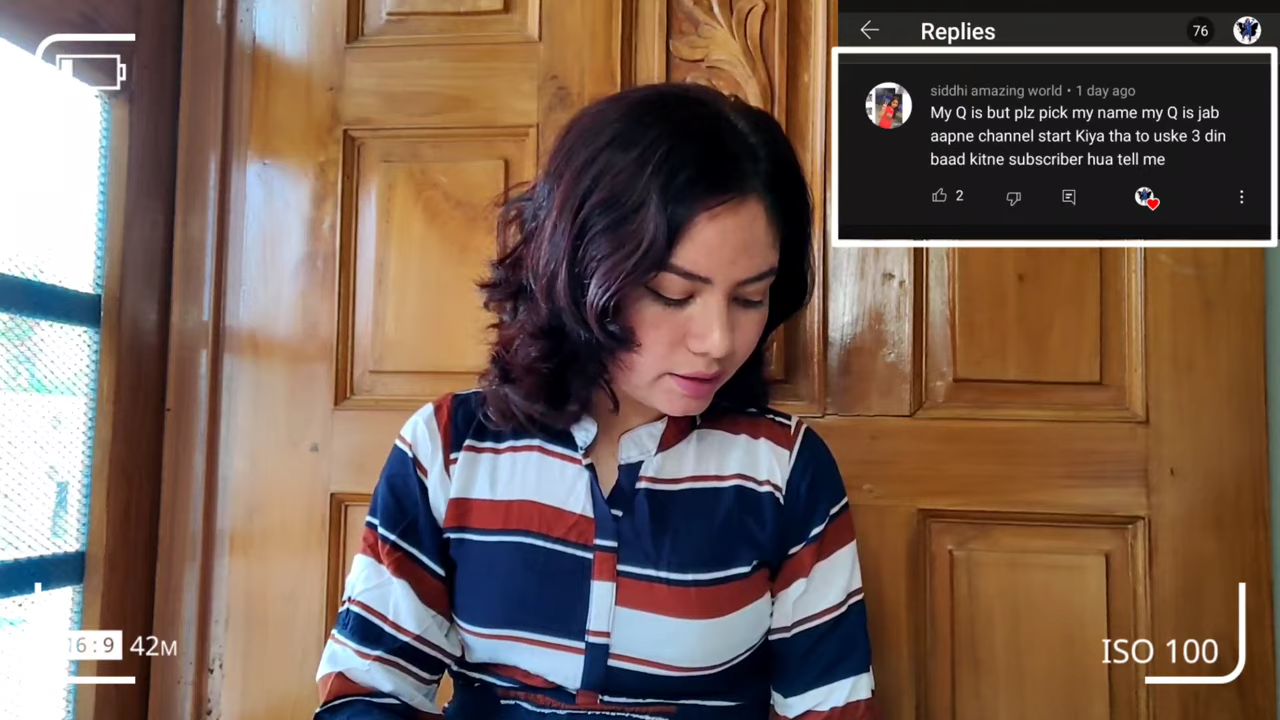 Replies
76
siddhi amazing world • 1 day ago
My Q is but plz pick my name my Q is jab
aapne channel start Kiya tha to uske 3 din
baad kitne subscriber hua tell me
2
16:9 42M
ISO 100